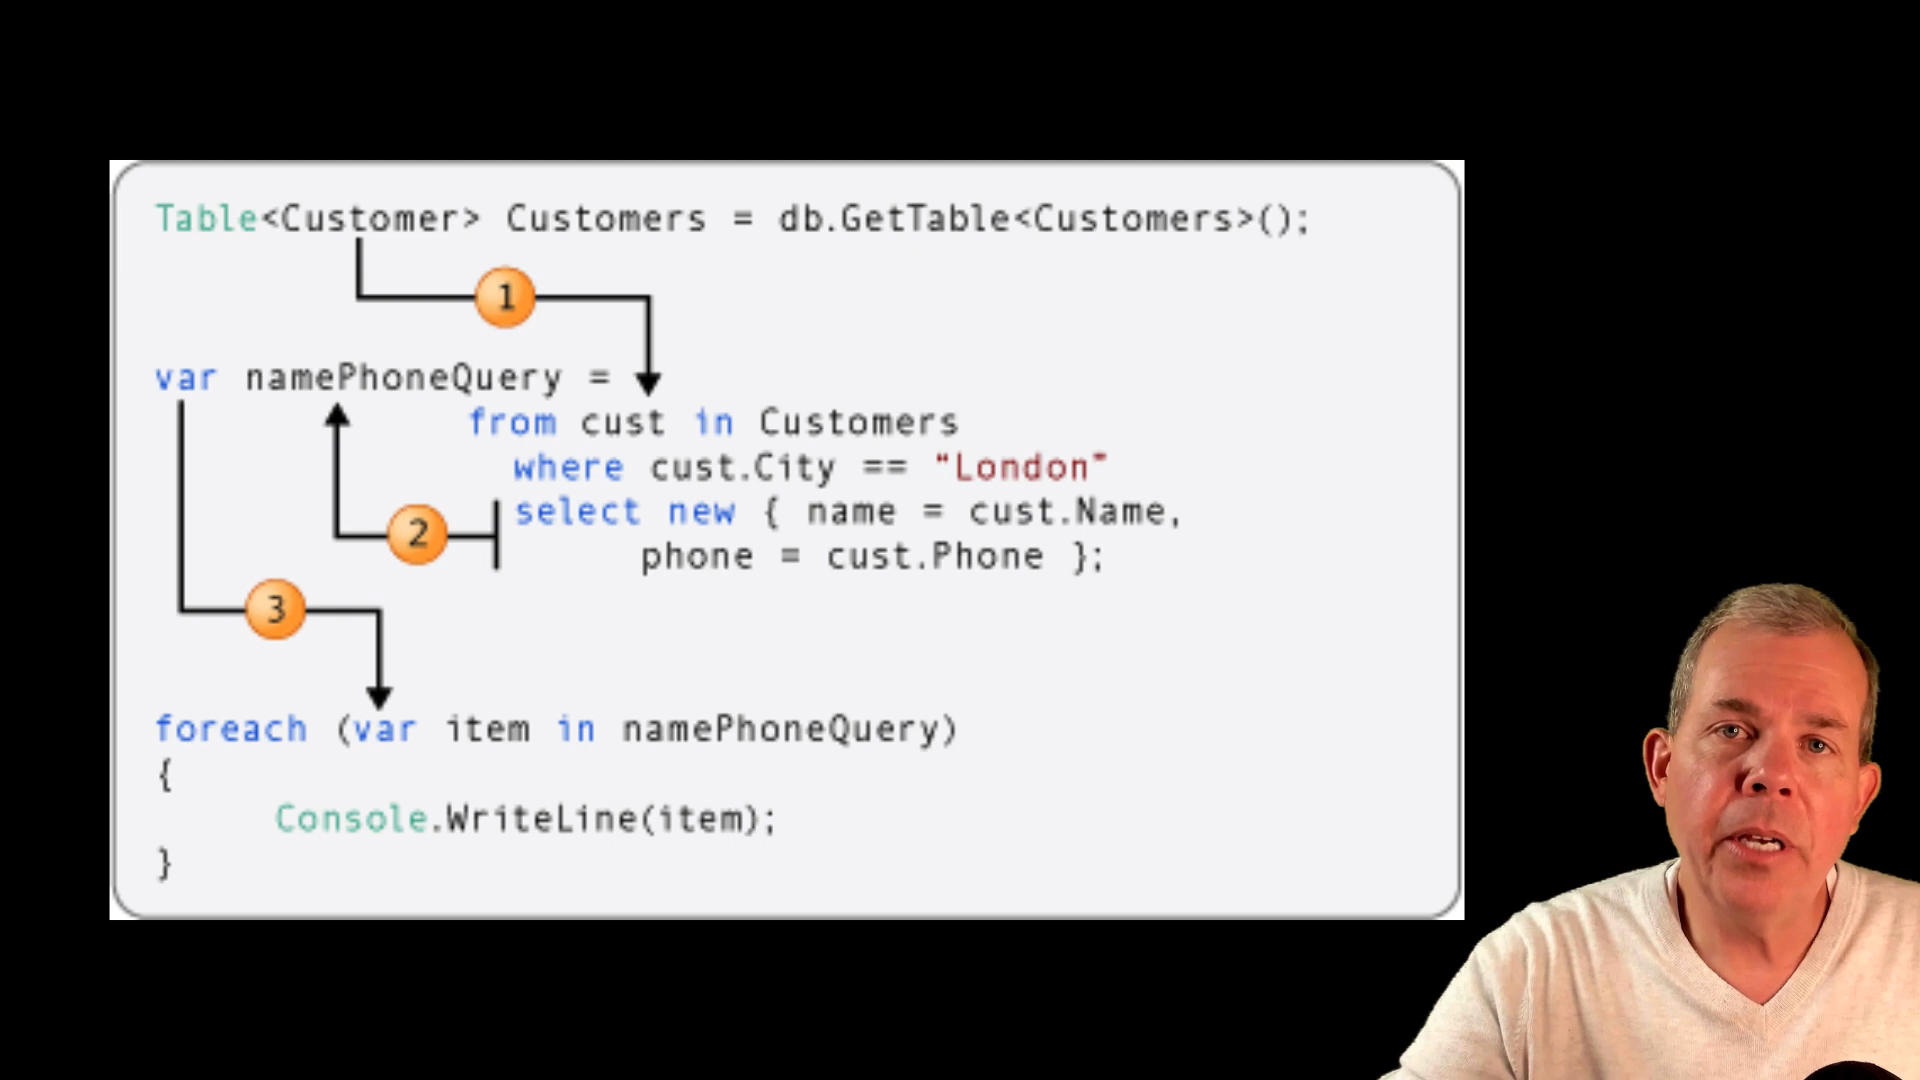 Table<Customer> Customers = db.GetTable<Customers>();
1
var namePhoneQuery =
from cust in Customers
where cust.City == "London"
2
select new { name = cust.Name,
phone = cust.Phone };
3
foreach (var item in namePhoneQuery)
{
Console.WriteLine(item);
}